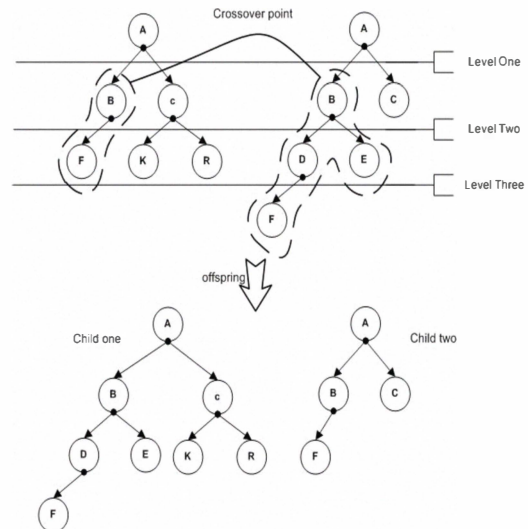 Crossover point
A
A
Level One
B
c
B
C
Level Two
F
K
R
D
E
Level Three
F
offspring
Child one
A
A
Child two
B
c
B
C
D
E
K
R
F
F